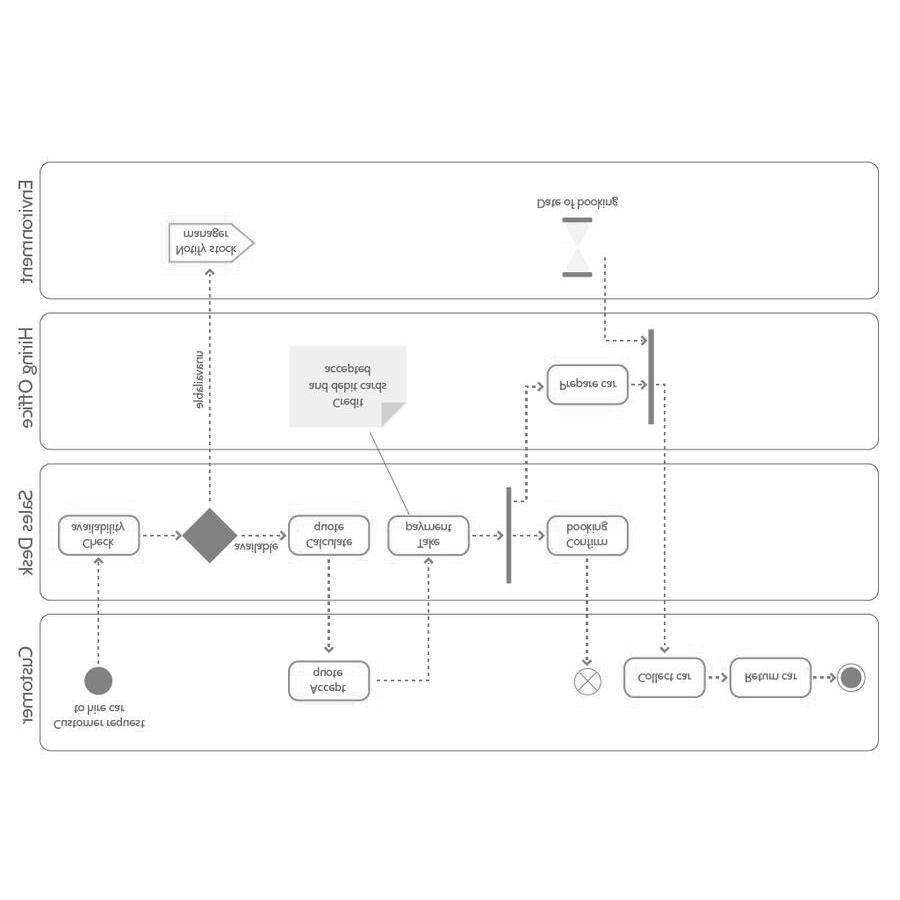 Customer
Customer request
to hire car
Accept
quote
Collect car
Return car
Sales Desk
Check
availability
available
Calculate
quote
Take
payment
Confirm
booking
Hiring Office
unavailable
Credit
and debit cards
accepted
Prepare car
Environment
Notify stock
manager
Date of booking